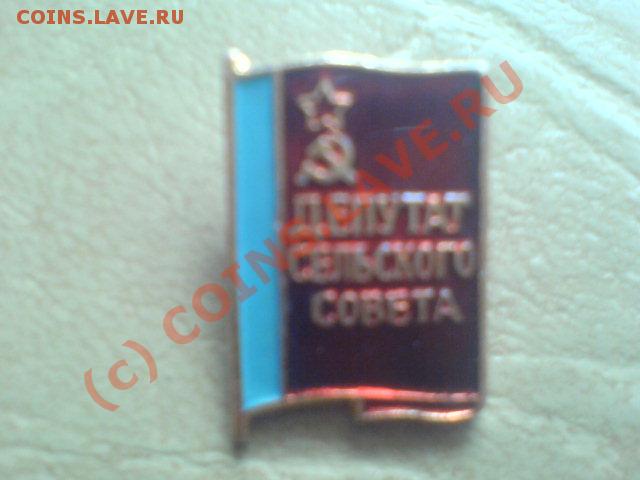 COINS.LAVE.RU
ДЕПУТАТ
СЕЛЬСКОГО
СОВЕТА
(c) COINS.LAVE.RU